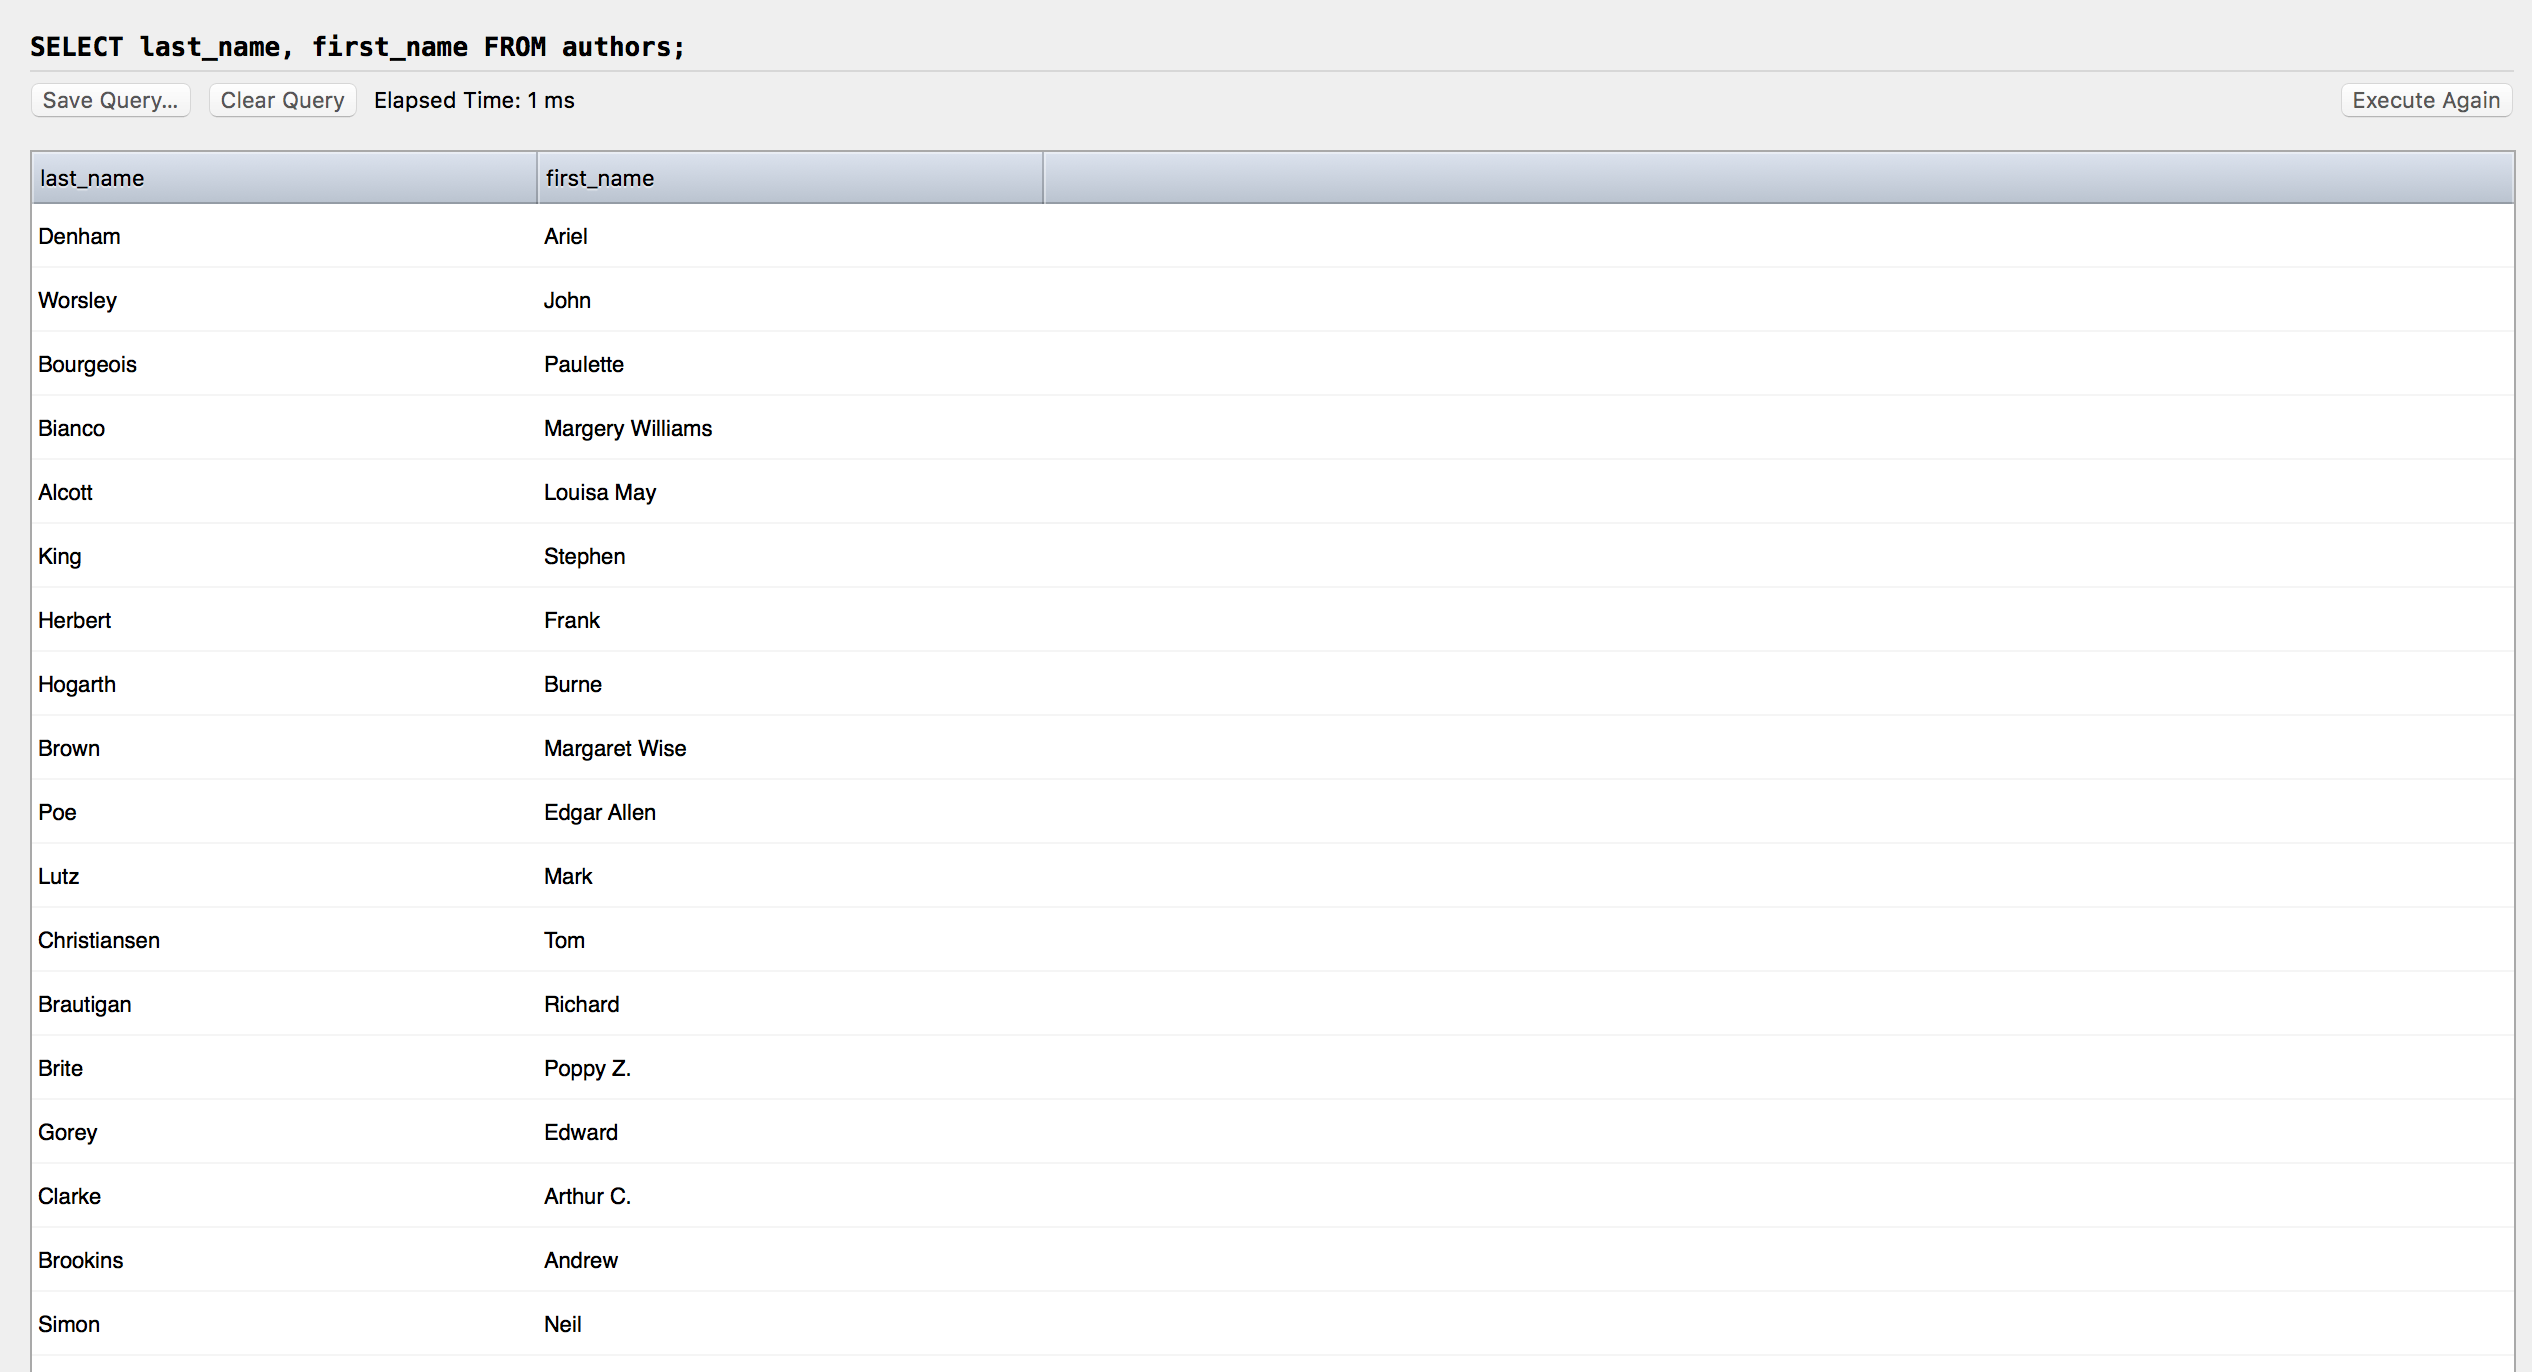 SELECT last_name, first_name FROM authors;
Save Query... Clear Query Elapsed Time: 1 ms Execute Again
last_name first_name
Denham Ariel
Worsley John
Bourgeois Paulette
Bianco Margery Williams
Alcott Louisa May
King Stephen
Herbert Frank
Hogarth Burne
Brown Margaret Wise
Poe Edgar Allen
Lutz Mark
Christiansen Tom
Brautigan Richard
Brite Poppy Z.
Gorey Edward
Clarke Arthur C.
Brookins Andrew
Simon Neil